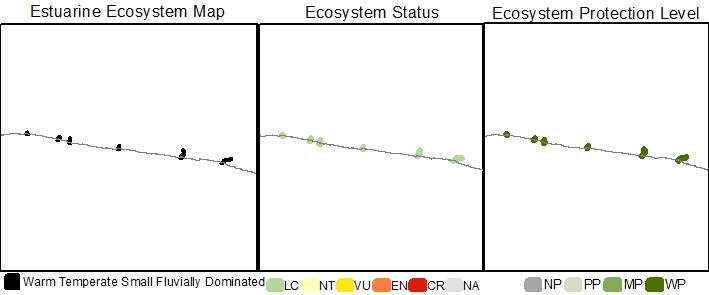 Estuarine Ecosystem Map
Ecosystem Status
Ecosystem Protection Level
Warm Temperate Small Fluvially Dominated
LC NT VU EN CR NA
NP PP MP WP